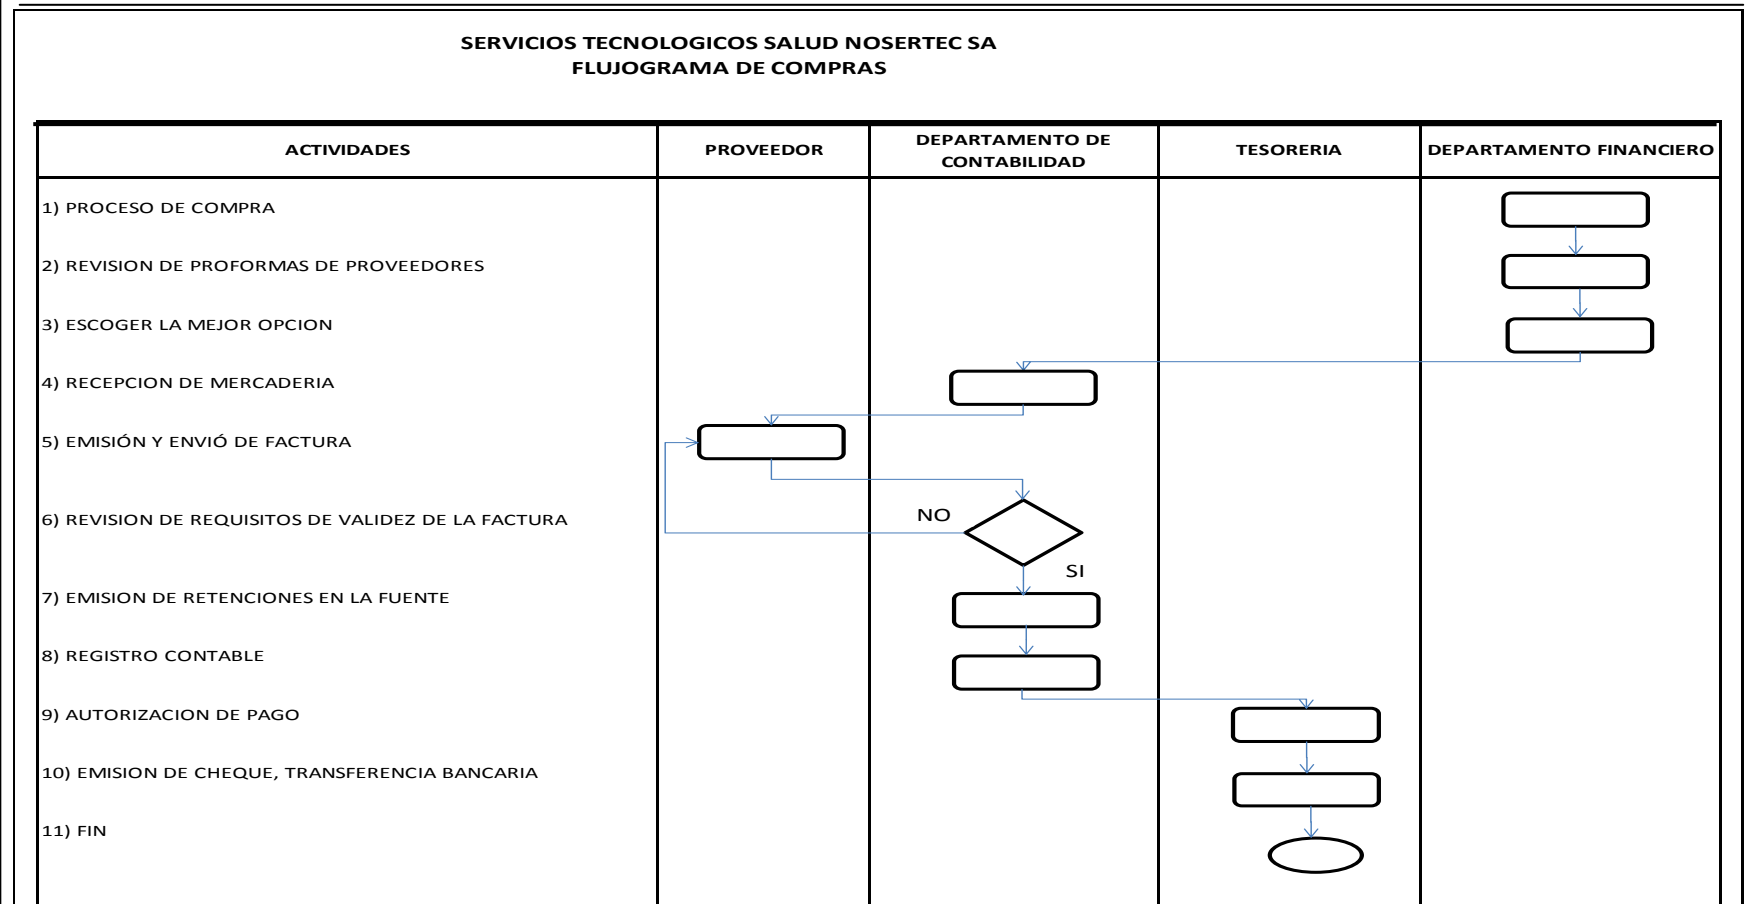 SERVICIOS TECNOLOGICOS SALUD NOSERTEC SA
FLUJOGRAMA DE COMPRAS
ACTIVIDADES
PROVEEDOR
DEPARTAMENTO DE
CONTABILIDAD
TESORERIA
DEPARTAMENTO FINANCIERO
1) PROCESO DE COMPRA
2) REVISION DE PROFORMAS DE PROVEEDORES
3) ESCOGER LA MEJOR OPCION
4) RECEPCION DE MERCADERIA
5) EMISIÓN Y ENVIÓ DE FACTURA
6) REVISION DE REQUISITOS DE VALIDEZ DE LA FACTURA
NO
SI
7) EMISION DE RETENCIONES EN LA FUENTE
8) REGISTRO CONTABLE
9) AUTORIZACION DE PAGO
10) EMISION DE CHEQUE, TRANSFERENCIA BANCARIA
11) FIN